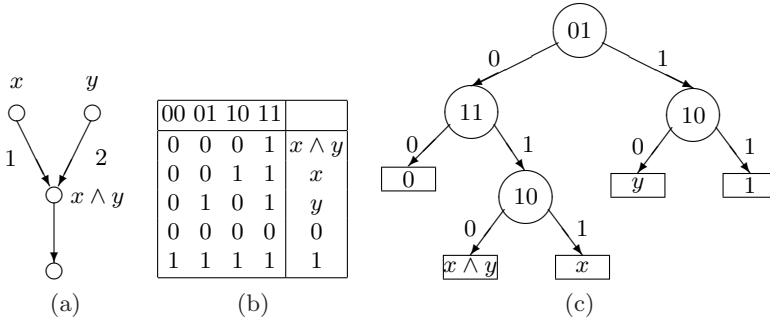 x y
1 2
x ∧ y
(a)
00 01 10 11
0 0 0 1 x ∧ y
0 0 1 1 x
0 1 0 1 y
0 0 0 0 0
1 1 1 1 1
(b)
01
0 1
11 10
0 1 0 1
0 10 y 1
0 1
x ∧ y x
(c)